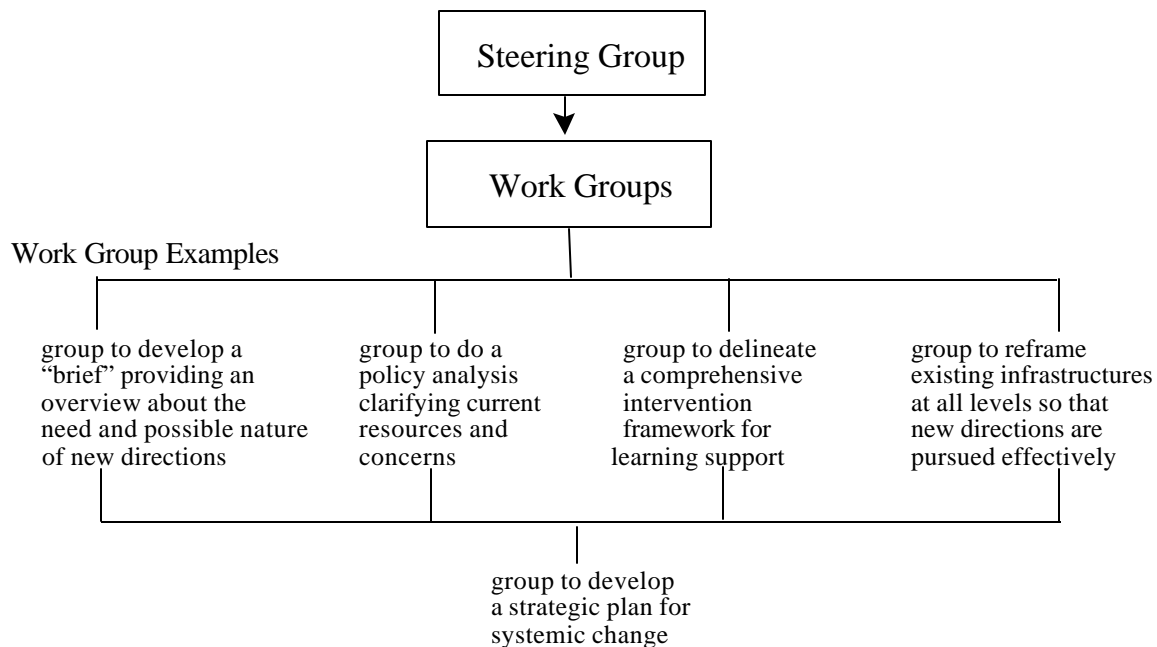 Steering Group
Work Groups
Work Group Examples
group to develop a
“brief” providing an
overview about the
need and possible nature
of new directions
group to do a
policy analysis
clarifying current
resources and
concerns
group to delineate
a comprehensive
intervention
framework for
learning support
group to reframe
existing infrastructures
at all levels so that
new directions are
pursued effectively
group to develop
a strategic plan for
systemic change